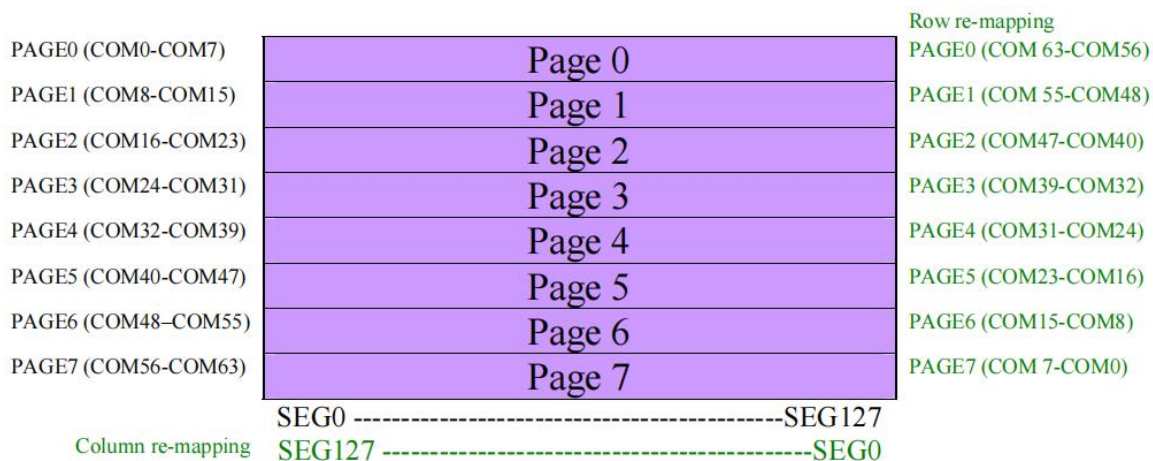 Row re-mapping
PAGE0 (COM0-COM7) Page 0 PAGE0 (COM 63-COM56)
PAGE1 (COM8-COM15) Page 1 PAGE1 (COM 55-COM48)
PAGE2 (COM16-COM23) Page 2 PAGE2 (COM47-COM40)
PAGE3 (COM24-COM31) Page 3 PAGE3 (COM39-COM32)
PAGE4 (COM32-COM39) Page 4 PAGE4 (COM31-COM24)
PAGE5 (COM40-COM47) Page 5 PAGE5 (COM23-COM16)
PAGE6 (COM48–COM55) Page 6 PAGE6 (COM15-COM8)
PAGE7 (COM56-COM63) Page 7 PAGE7 (COM 7-COM0)
SEG0 ---------------------------------------------SEG127
Column re-mapping SEG127 ---------------------------------------------SEG0